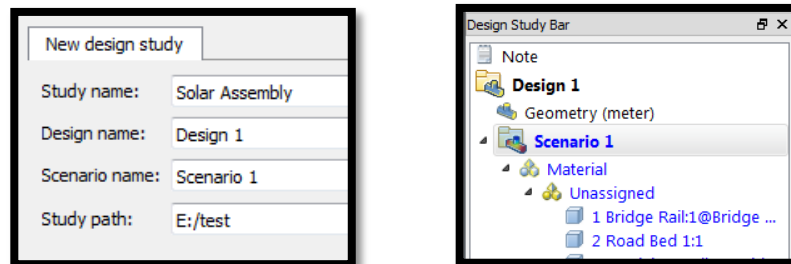 New design study
Study name: Solar Assembly
Design name: Design 1
Scenario name: Scenario 1
Study path: E:/test
Design Study Bar
Note
Design 1
Geometry (meter)
Scenario 1
Material
Unassigned
1 Bridge Rail:1@Bridge ...
2 Road Bed 1:1